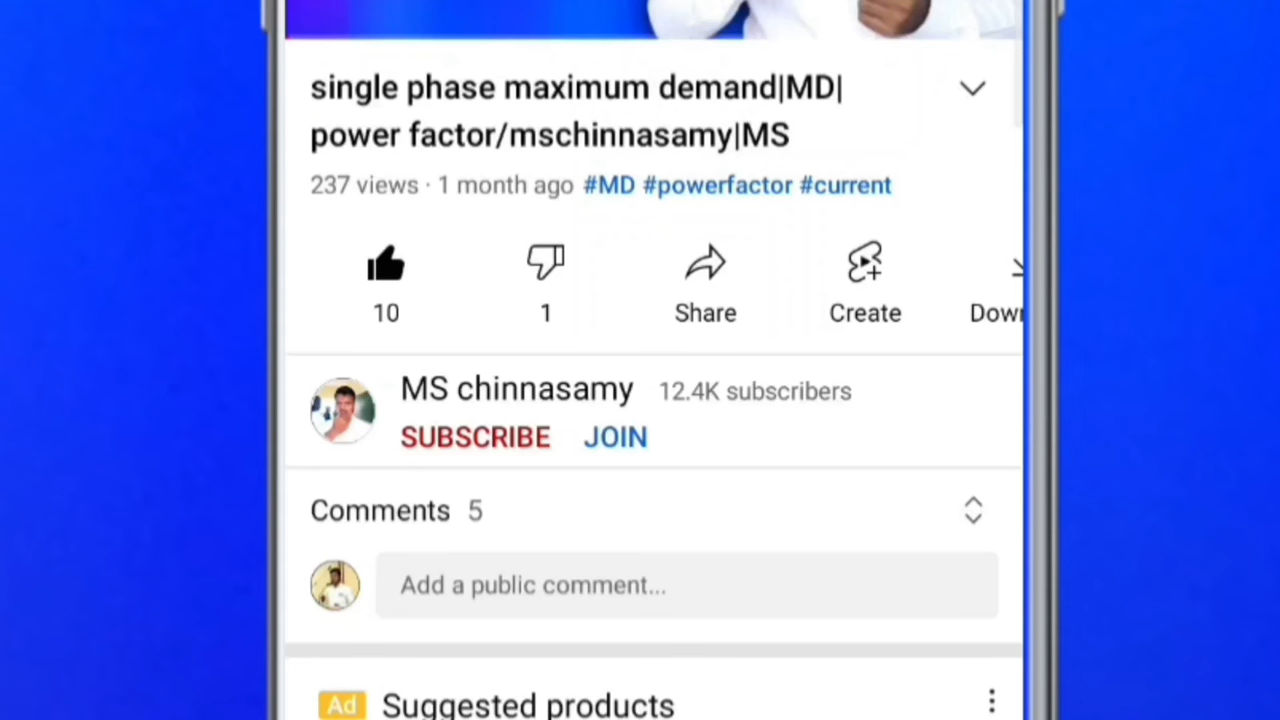 single phase maximum demand|MD|
power factor/mschinnasamy|MS
237 views · 1 month ago #MD #powerfactor #current
10 1 Share Create Down
MS chinnasamy 12.4K subscribers
SUBSCRIBE JOIN
Comments 5
Add a public comment...
Ad Suggested products